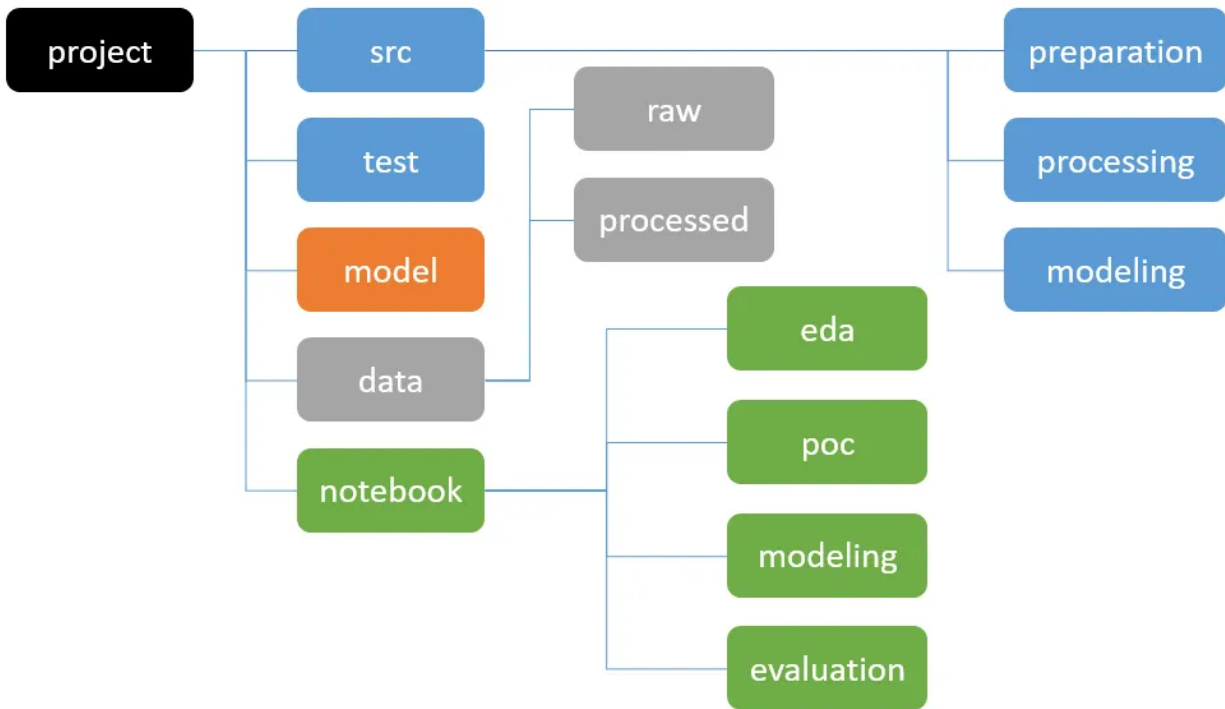 project
src
preparation
raw
test
processing
processed
model
modeling
eda
data
poc
notebook
modeling
evaluation